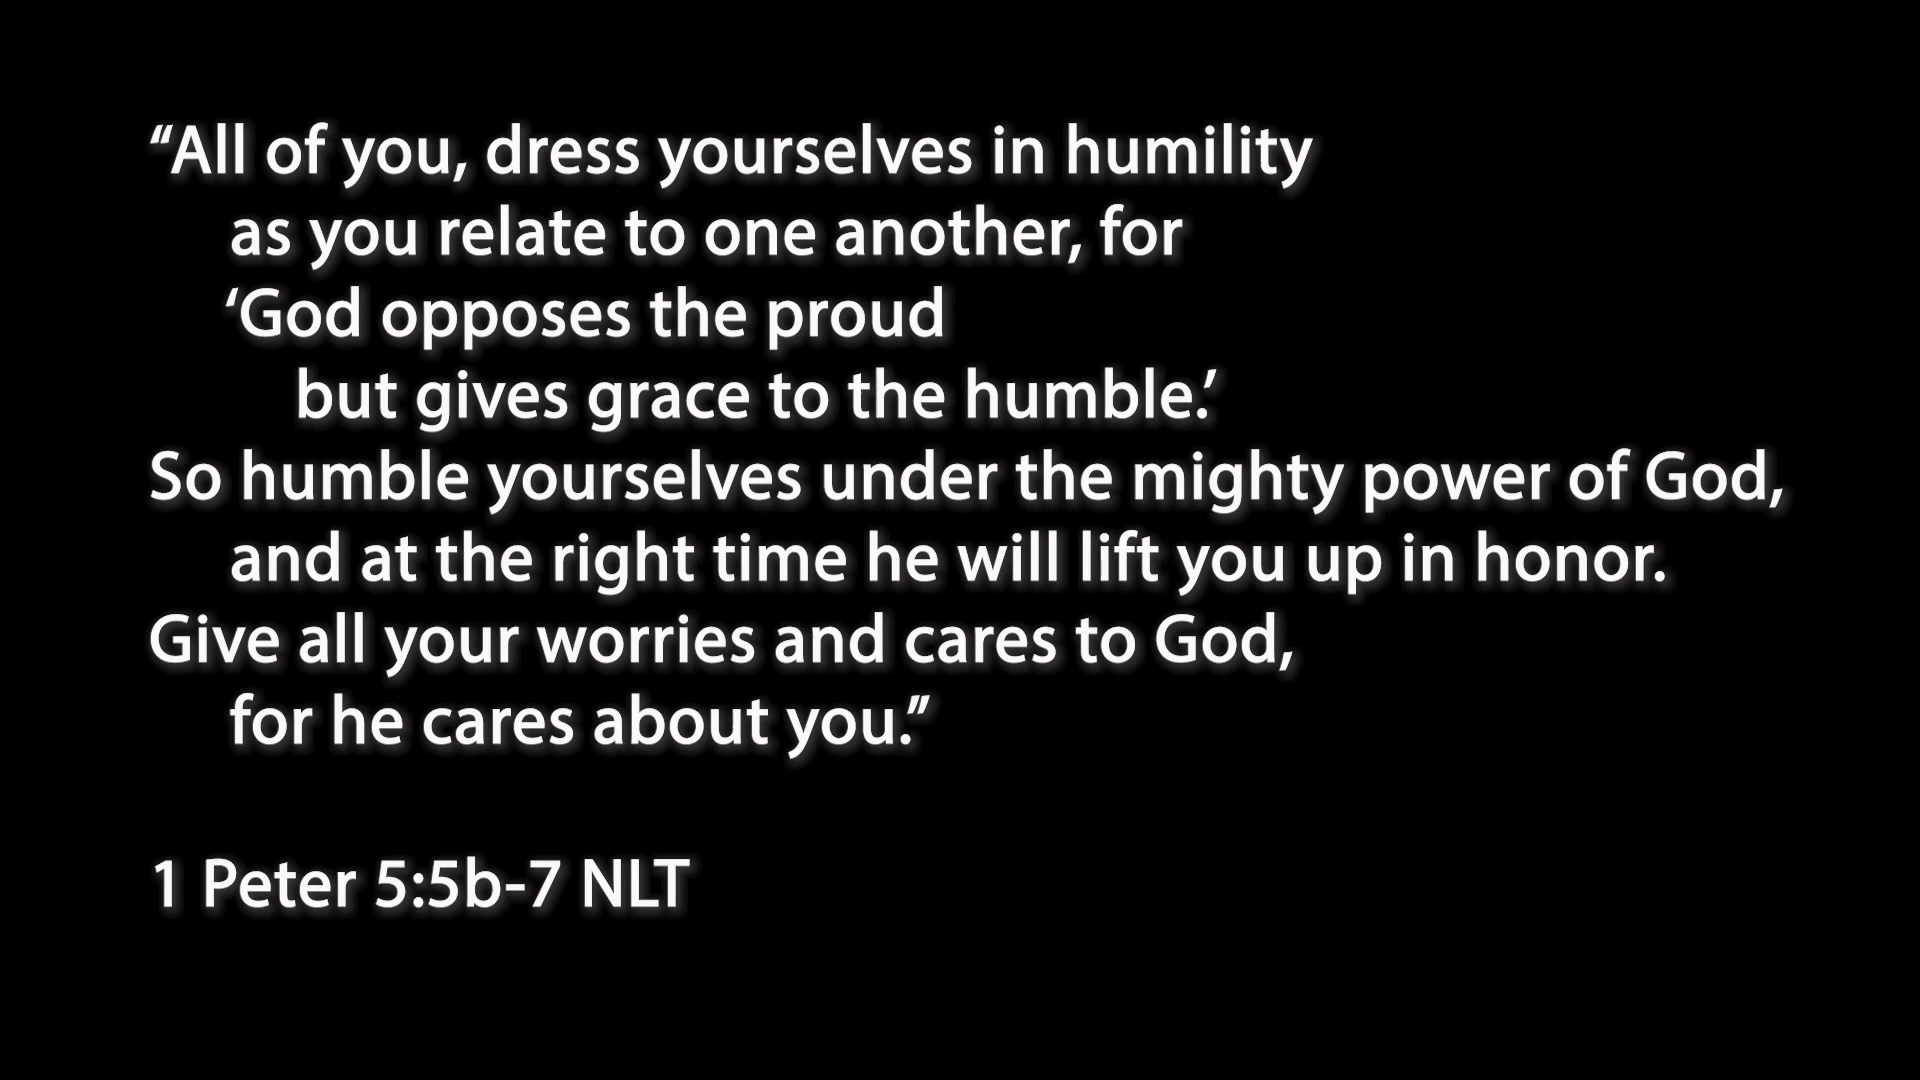 “All of you, dress yourselves in humility
as you relate to one another, for
‘God opposes the proud
but gives grace to the humble.’
So humble yourselves under the mighty power of God,
and at the right time he will lift you up in honor.
Give all your worries and cares to God,
for he cares about you.”
1 Peter 5:5b-7 NLT